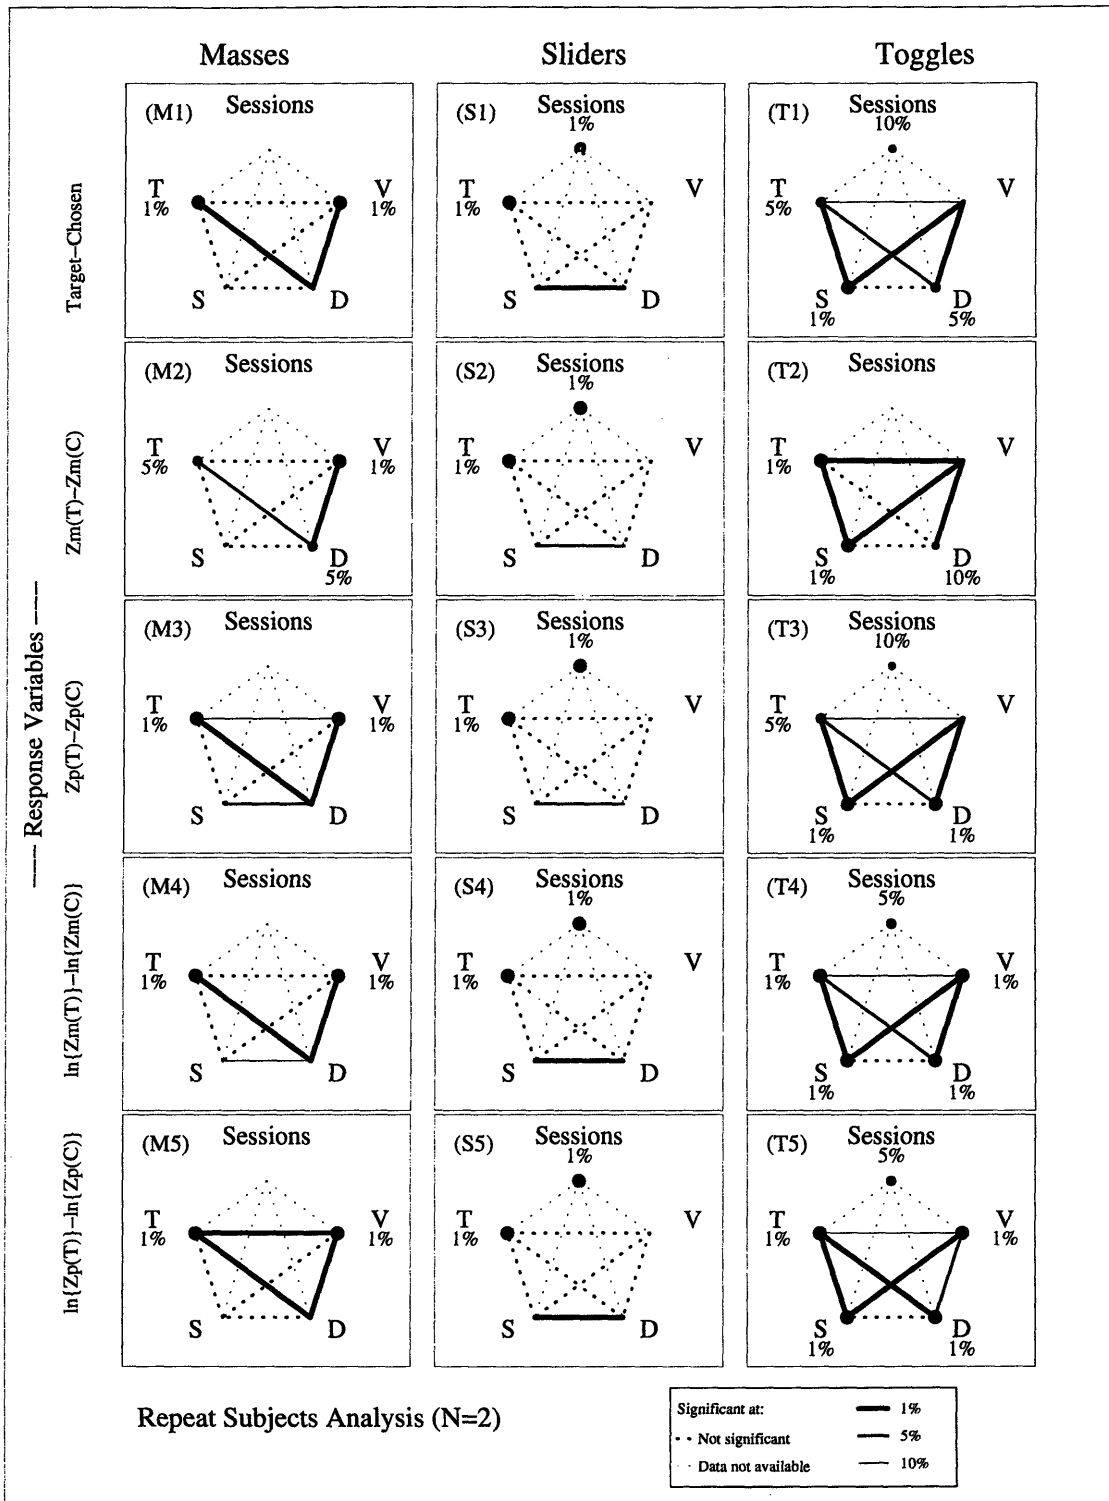 Masses
Sliders
Toggles
--- Response Variables ---
Target-Chosen
(M1)
Sessions
T
1%
V
1%
S
D
(S1)
Sessions
1%
T
1%
V
S
D
(T1)
Sessions
10%
T
5%
V
S
1%
D
5%
Zm(T)-Zm(C)
(M2)
Sessions
T
5%
V
1%
S
D
5%
(S2)
Sessions
1%
T
1%
V
S
D
(T2)
Sessions
T
1%
V
S
1%
D
10%
Zp(T)-Zp(C)
(M3)
Sessions
T
1%
V
1%
S
D
(S3)
Sessions
1%
T
1%
V
S
D
(T3)
Sessions
10%
T
5%
V
S
1%
D
1%
ln{Zm(T)}-ln{Zm(C)}
(M4)
Sessions
T
1%
V
1%
S
D
(S4)
Sessions
1%
T
1%
V
S
D
(T4)
Sessions
5%
T
1%
V
1%
S
1%
D
1%
ln{Zp(T)}-ln{Zp(C)}
(M5)
Sessions
T
1%
V
1%
S
D
(S5)
Sessions
1%
T
1%
V
S
D
(T5)
Sessions
5%
T
1%
V
1%
S
1%
D
1%
Repeat Subjects Analysis (N=2)
Significant at:
1%
Not significant
5%
Data not available
10%